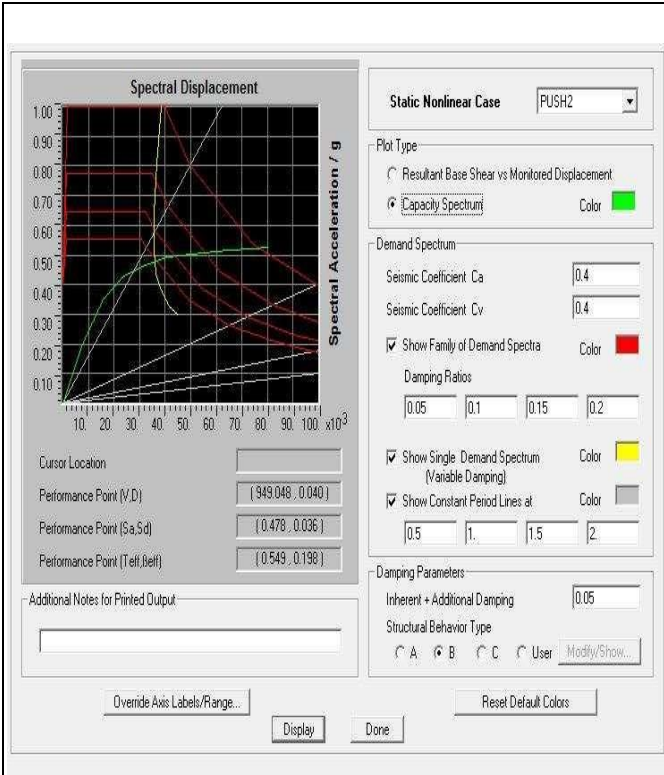 Spectral Displacement
1.00
0.90
0.80
0.70
0.60
0.50
0.40
0.30
0.20
0.10
Spectral Acceleration / g
10. 20. 30. 40. 50. 60. 70. 80. 90. 100. x10-3
Cursor Location
Performance Point (V,D) ( 949.048 , 0.040 )
Performance Point (Sa,Sd) ( 0.478 , 0.036 )
Performance Point (Teff,βeff) ( 0.549 , 0.198 )
Additional Notes for Printed Output
Static Nonlinear Case PUSH2
Plot Type
Resultant Base Shear vs Monitored Displacement
Capacity Spectrum Color
Demand Spectrum
Seismic Coefficient Ca 0.4
Seismic Coefficient Cv 0.4
Show Family of Demand Spectra Color
Damping Ratios
0.05 0.1 0.15 0.2
Show Single Demand Spectrum Color
(Variable Damping)
Show Constant Period Lines at Color
0.5 1. 1.5 2.
Damping Parameters
Inherent + Additional Damping 0.05
Structural Behavior Type
A B C User Modify/Show...
Override Axis Labels/Range... Reset Default Colors
Display Done